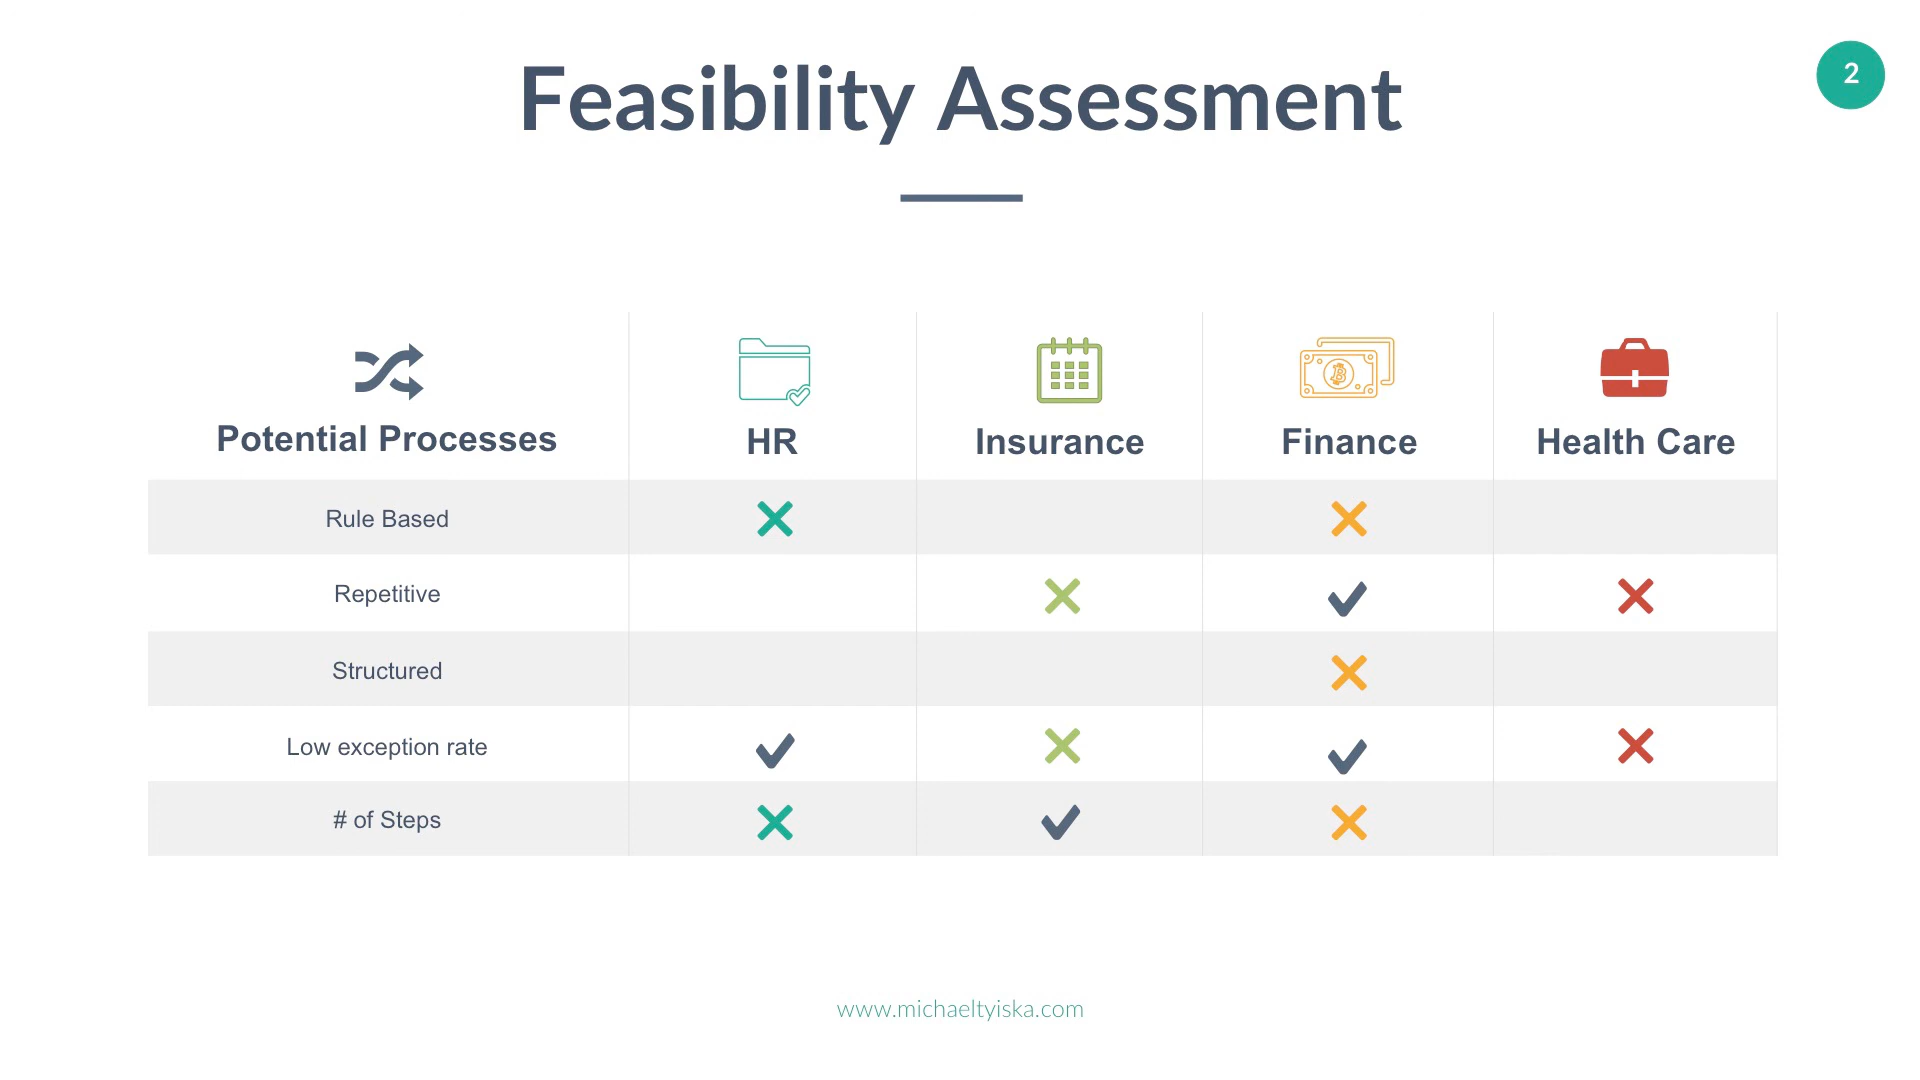 Feasibility Assessment
2
Potential Processes HR Insurance Finance Health Care
Rule Based
Repetitive
Structured
Low exception rate
# of Steps
www.michaeltyiska.com